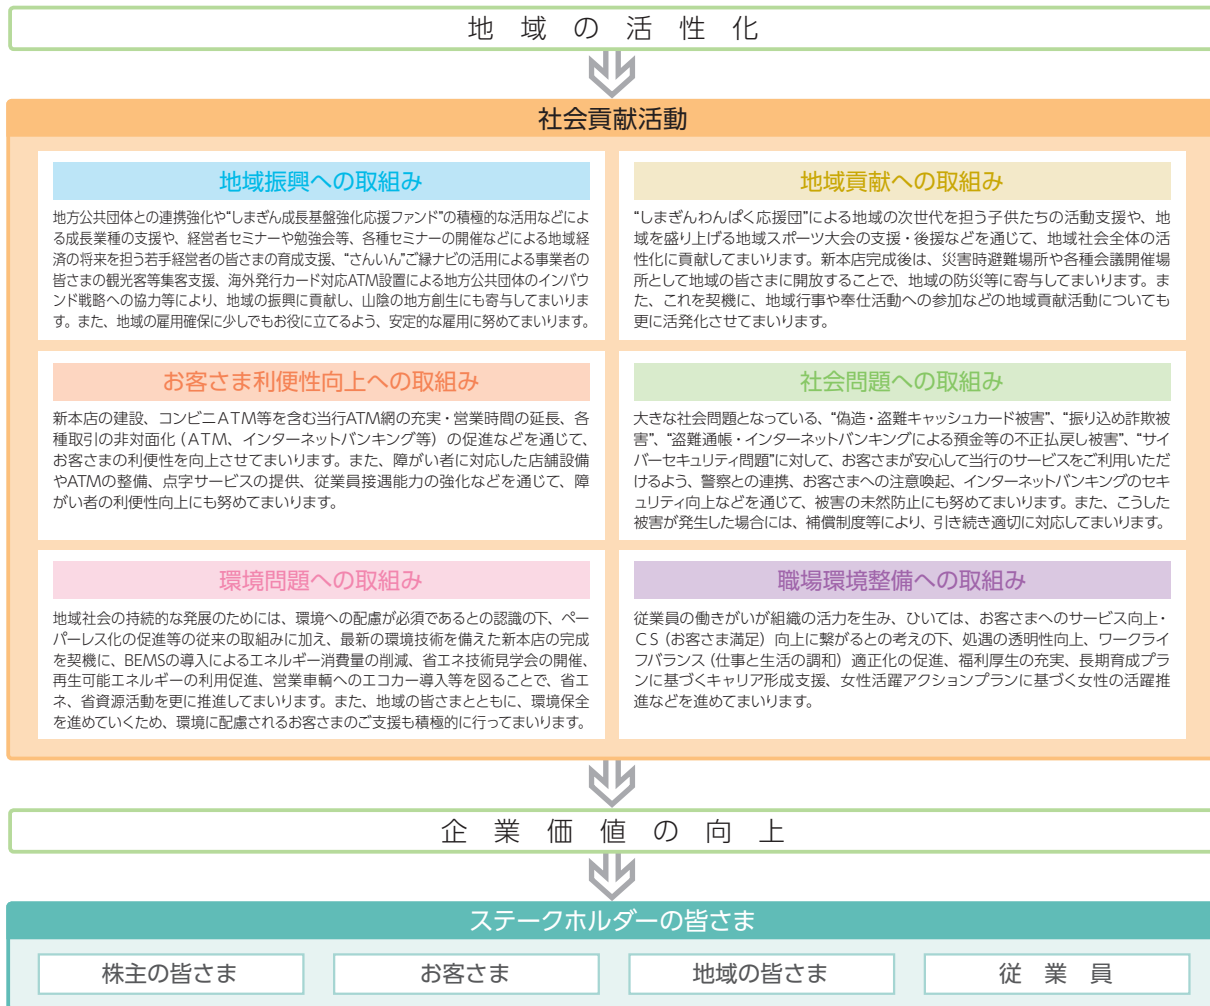 地域の活性化
社会貢献活動
地域振興への取組み
地方公共団体との連携強化や“しまぎん成長基盤強化応援ファンド”の積極的な活用などによ
る成長業種の支援や、経営者セミナーや勉強会等、各種セミナーの開催などによる地域経
済の将来を担う若手経営者の皆さまの育成支援、“さんいん”ご縁ナビの活用による事業者の
皆さまの観光客等集客支援、海外発行カード対応ATM設置による地方公共団体のインバウ
ンド戦略への協力等により、地域の振興に貢献し、山陰の地方創生にも寄与してまいりま
す。また、地域の雇用確保に少しでもお役に立てるよう、安定的な雇用に努めてまいります。
地域貢献への取組み
“しまぎんわんぱく応援団”による地域の次世代を担う子供たちの活動支援や、地
域を盛り上げる地域スポーツ大会の支援・後援などを通じて、地域社会全体の活
性化に貢献してまいります。新本店完成後は、災害時避難場所や各種会議開催場
所として地域の皆さまに開放することで、地域の防災等に寄与してまいります。ま
た、これを契機に、地域行事や奉仕活動への参加などの地域貢献活動についても
更に活発化させてまいります。
お客さま利便性向上への取組み
新本店の建設、コンビニＡＴＭ等を含む当行ATM網の充実・営業時間の延長、各
種取引の非対面化（ＡＴＭ、インターネットバンキング等）の促進などを通じて、
お客さまの利便性を向上させてまいります。また、障がい者に対応した店舗設備
やATMの整備、点字サービスの提供、従業員接遇能力の強化などを通じて、障
がい者の利便性向上にも努めてまいります。
社会問題への取組み
大きな社会問題となっている、“偽造・盗難キャッシュカード被害”、“振り込め詐欺被
害”、“盗難通帳・インターネットバンキングによる預金等の不正払戻し被害”、“サイ
バーセキュリティ問題”に対して、お客さまが安心して当行のサービスをご利用いただ
けるよう、警察との連携、お客さまへの注意喚起、インターネットバンキングのセキ
ュリティ向上などを通じて、被害の未然防止にも努めてまいります。また、こうした
被害が発生した場合には、補償制度等により、引き続き適切に対応してまいります。
環境問題への取組み
地域社会の持続的な発展のためには、環境への配慮が必須であるとの認識の下、ペー
パーレス化の促進等の従来の取組みに加え、最新の環境技術を備えた新本店の完成
を契機に、BEMSの導入によるエネルギー消費量の削減、省エネ技術見学会の開催、
再生可能エネルギーの利用促進、営業車輌へのエコカー導入等を図ることで、省エ
ネ、省資源活動を更に推進してまいります。また、地域の皆さまとともに、環境保全
を進めていくため、環境に配慮されるお客さまのご支援も積極的に行ってまいります。
職場環境整備への取組み
従業員の働きがいが組織の活力を生み、ひいては、お客さまへのサービス向上・
ＣＳ（お客さま満足）向上に繋がるとの考えの下、処遇の透明性向上、ワークライ
フバランス（仕事と生活の調和）適正化の促進、福利厚生の充実、長期育成プラ
ンに基づくキャリア形成支援、女性活躍アクションプランに基づく女性の活躍推
進などを進めてまいります。
企業価値の向上
ステークホルダーの皆さま
株主の皆さま
お客さま
地域の皆さま
従業員